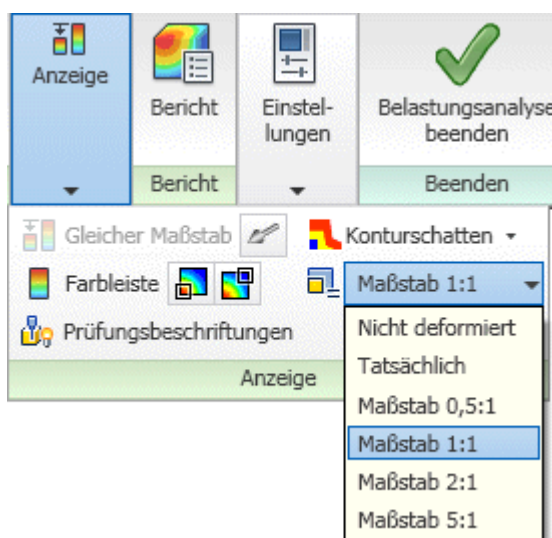 Anzeige
Bericht
Einstel-
lungen
Belastungsanalyse
beenden
Bericht
Beenden
Gleicher Maßstab
Konturschatten
Farbleiste
Maßstab 1:1
Prüfungsbeschriftungen
Anzeige
Nicht deformiert
Tatsächlich
Maßstab 0,5:1
Maßstab 1:1
Maßstab 2:1
Maßstab 5:1